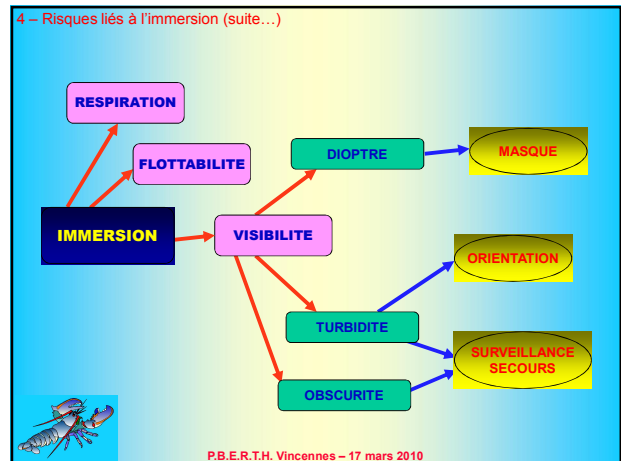 4 – Risques liés à l'immersion (suite…)
RESPIRATION
FLOTTABILITE
DIOPTRE
MASQUE
IMMERSION
VISIBILITE
ORIENTATION
TURBIDITE
SURVEILLANCE
SECOURS
OBSCURITE
P.B.E.R.T.H. Vincennes – 17 mars 2010